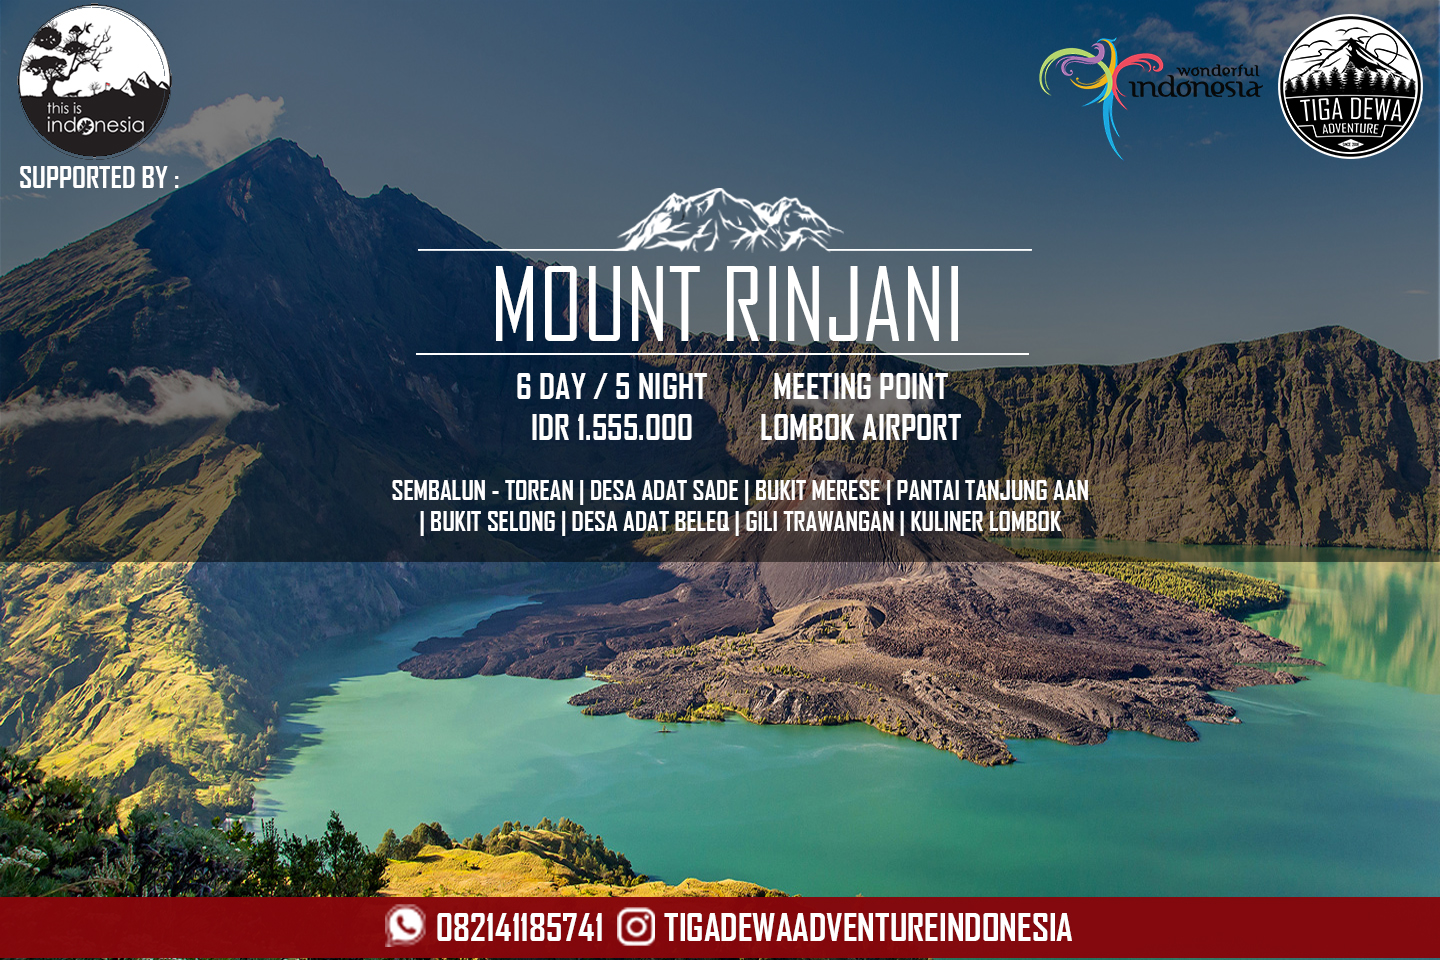 this is
indonesia
SUPPORTED BY :
wonderful
indonesia
TIGA DEWA
ADVENTURE
MOUNT RINJANI
6 DAY / 5 NIGHT
IDR 1.555.000
MEETING POINT
LOMBOK AIRPORT
SEMBALUN - TOREAN | DESA ADAT SADE | BUKIT MERESE | PANTAI TANJUNG AAN
| BUKIT SELONG | DESA ADAT BELEQ | GILI TRAWANGAN | KULINER LOMBOK
082141185741 TIGADEWAADVENTUREINDONESIA